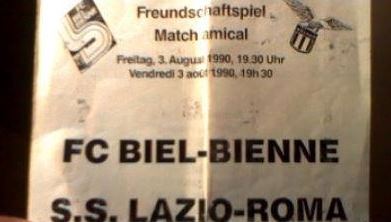 Freundschaftspiel
Match amical
Freitag, 3. August 1990, 19.30 Uhr
Vendredi 3 août 1990, 19h30
FC BIEL-BIENNE
S.S. LAZIO-ROMA